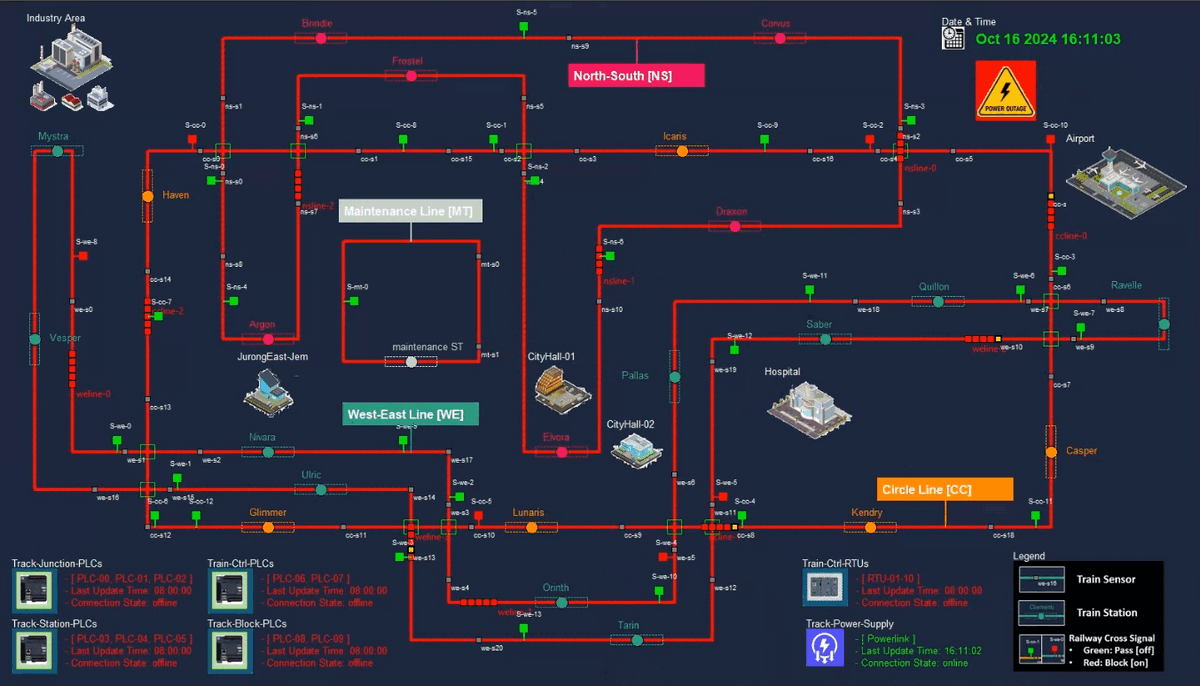 Industry Area
S-ns-5
Brindle
Corvus
Date & Time
Oct 16 2024 16:11:03
ns-s9
Frostel
North-South [NS]
POWER OUTAGE
ns-s1
S-ns-1
ns-s5
S-ns-3
Mystra
S-cc-0
ns-s6
S-cc-8
S-cc-1
Icaris
S-cc-9
S-cc-2
ns-s2
S-cc-10
Airport
cc-s1
cc-s15
cc-s2
cc-s3
cc-s16
cc-s4
cc-s5
S-ns-2
nsline-0
ns-s0
Haven
nsline-2
ns-s7
Maintenance Line [MT]
Draxon
ns-s3
S-we-8
S-ns-6
ccline-0
ns-s8
mt-s0
S-cc-3
cc-s14
nsline-1
S-we-11
S-we-6
cc-s6
S-ns-4
S-mt-0
Quillon
Ravelle
S-cc-7
we-s0
ns-s10
we-s18
we-s7
we-s8
Argon
Saber
S-we-7
Vesper
S-we-12
maintenance ST
mt-s1
we-s10
we-s9
JurongEast-Jem
CityHall-01
we-s19
Hospital
Pallas
cc-s7
weline-0
cc-s13
West-East Line [WE]
S-we-0
CityHall-02
Nivara
Elvora
Casper
we-s1
we-s2
we-s17
S-we-1
Ulric
S-we-2
we-s6
Circle Line [CC]
we-s16
we-s15
we-s14
S-we-5
S-cc-6
S-cc-12
S-cc-5
we-s3
we-s11
S-cc-4
S-cc-11
Glimmer
Lunaris
Kendry
cc-s12
cc-s11
cc-s10
cc-s9
cc-s8
cc-s18
S-we-3
S-we-4
we-s13
we-s5
S-we-10
we-s4
Orinth
we-s12
S-we-13
Tarin
we-s20
Track-Junction-PLCs
- [ PLC-00, PLC-01, PLC-02 ]
- Last Update Time: 08:00:00
- Connection State: offline
Train-Ctrl-PLCs
- [ PLC-06, PLC-07 ]
- Last Update Time: 08:00:00
- Connection State: offline
Train-Ctrl-RTUs
- [ RTU-01-10 ]
- Last Update Time: 08:00:00
- Connection State: offline
Track-Station-PLCs
- [ PLC-03, PLC-04, PLC-05 ]
- Last Update Time: 08:00:00
- Connection State: offline
Track-Block-PLCs
- [ PLC-08, PLC-09 ]
- Last Update Time: 08:00:00
- Connection State: offline
Track-Power-Supply
- [ Powerlink ]
- Last Update Time: 16:11:02
- Connection State: online
Legend
we-s16
Train Sensor
Train Station
Railway Cross Signal
• Green: Pass [off]
• Red: Block [on]